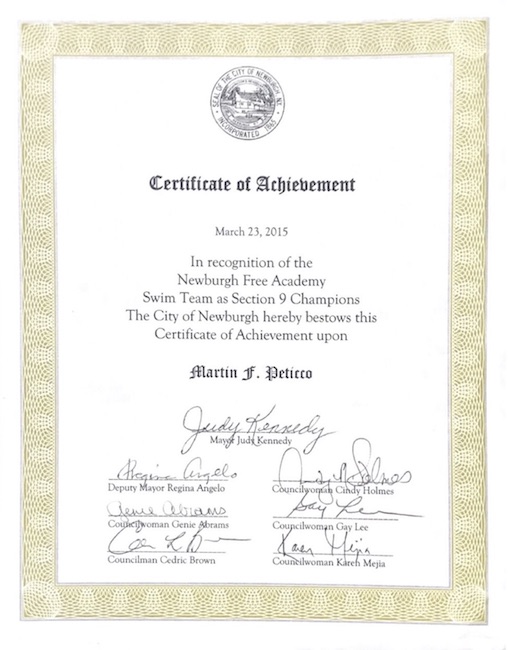 SEAL OF THE CITY OF NEWBURGH, N.Y.
INCORPORATED 1865
Certificate of Achievement
March 23, 2015
In recognition of the
Newburgh Free Academy
Swim Team as Section 9 Champions
The City of Newburgh hereby bestows this
Certificate of Achievement upon
Martin F. Peticco
Judy Kennedy
Mayor Judy Kennedy
Regina Angelo
Deputy Mayor Regina Angelo
Cindy Holmes
Councilwoman Cindy Holmes
Genie Abrams
Councilwoman Genie Abrams
Gay Lee
Councilwoman Gay Lee
Councilman Cedric Brown
Karen Mejia
Councilwoman Karen Mejia